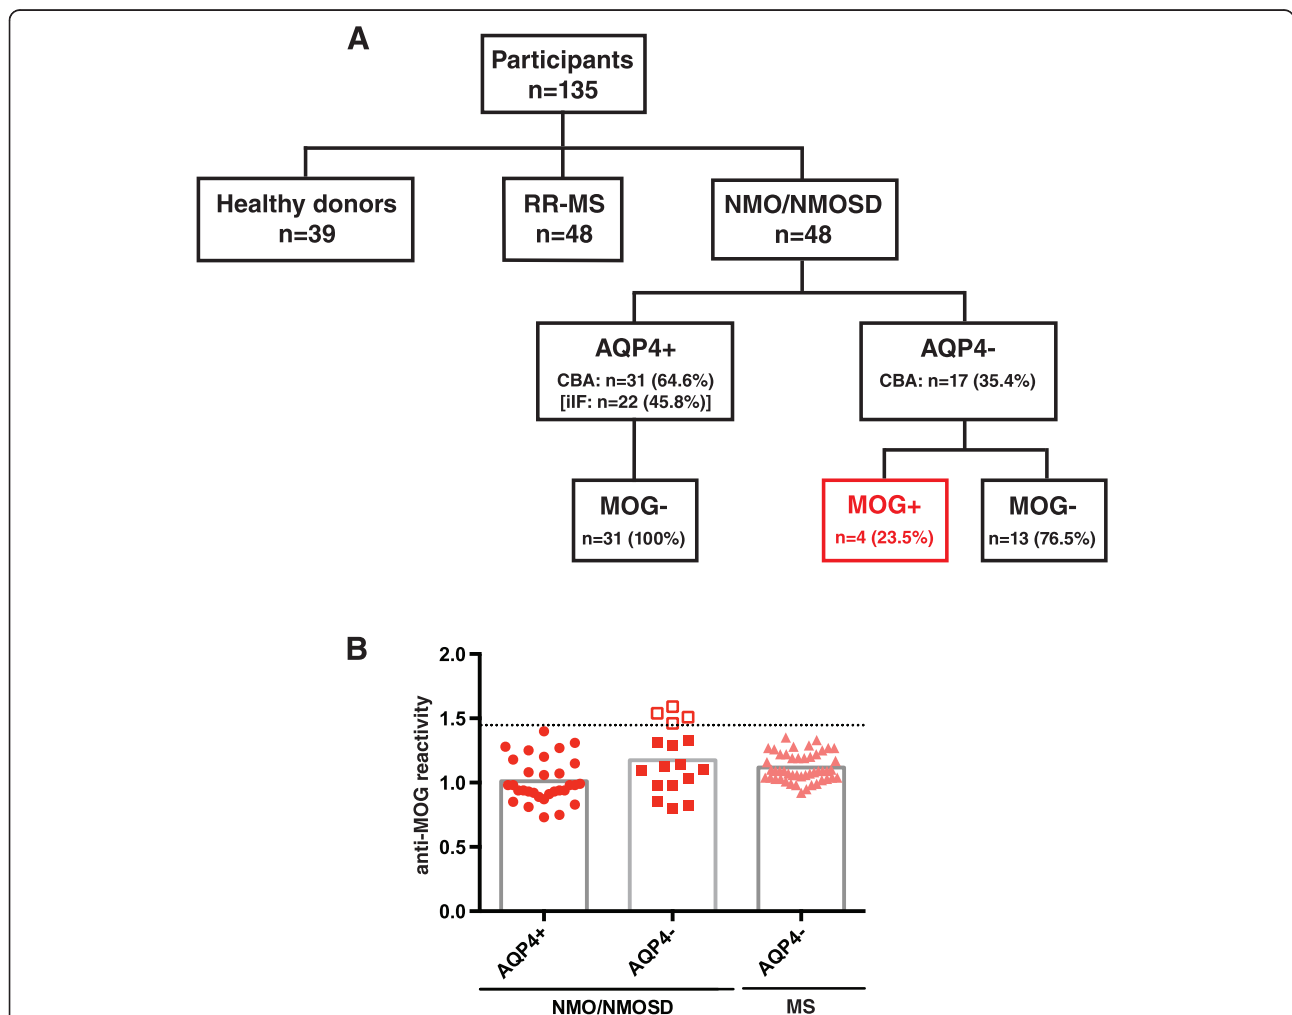 A
Participants
n=135
Healthy donors
n=39
RR-MS
n=48
NMO/NMOSD
n=48
AQP4+
CBA: n=31 (64.6%)
[iIF: n=22 (45.8%)]
AQP4-
CBA: n=17 (35.4%)
MOG-
n=31 (100%)
MOG+
n=4 (23.5%)
MOG-
n=13 (76.5%)
B
anti-MOG reactivity
2.0
1.5
1.0
0.5
0.0
AQP4+
AQP4-
AQP4-
NMO/NMOSD
MS